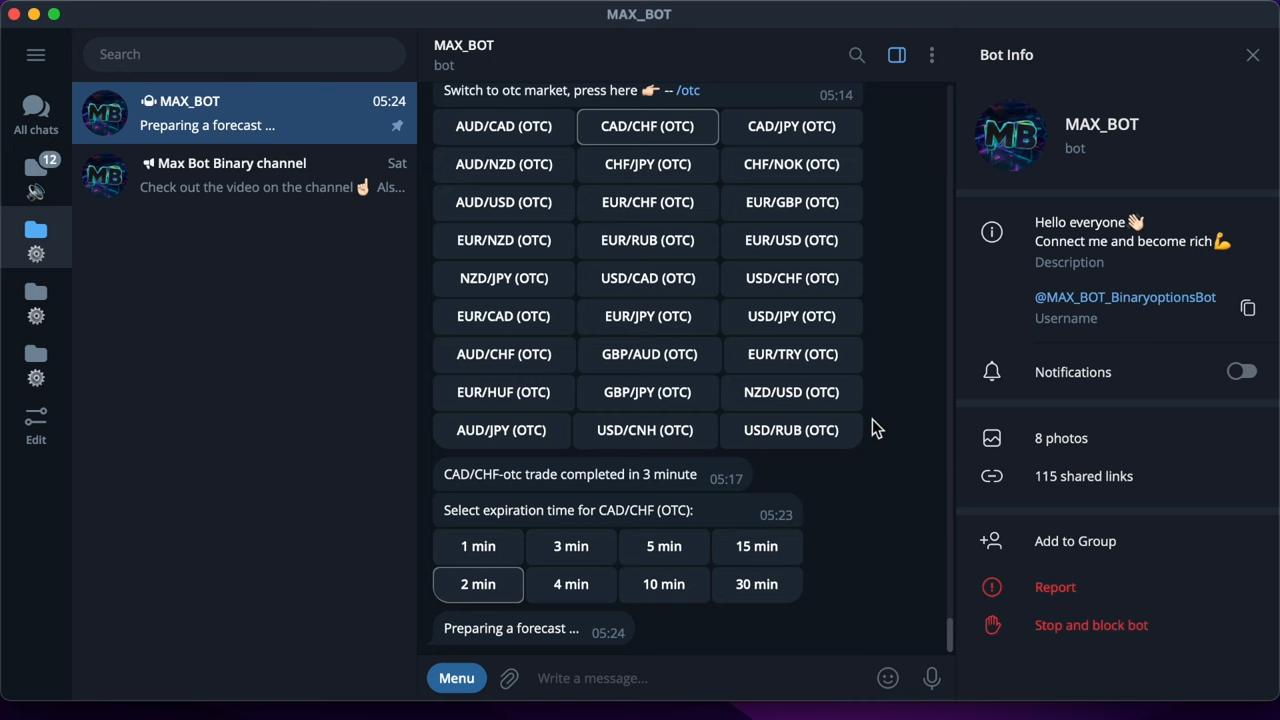 MAX_BOT
Search
All chats
12
Edit
MAX_BOT 05:24
Preparing a forecast ...
Max Bot Binary channel Sat
Check out the video on the channel☝🏻 Als...
MAX_BOT
bot
Switch to otc market, press here 👉🏻 -- /otc 05:14
AUD/CAD (OTC) CAD/CHF (OTC) CAD/JPY (OTC)
AUD/NZD (OTC) CHF/JPY (OTC) CHF/NOK (OTC)
AUD/USD (OTC) EUR/CHF (OTC) EUR/GBP (OTC)
EUR/NZD (OTC) EUR/RUB (OTC) EUR/USD (OTC)
NZD/JPY (OTC) USD/CAD (OTC) USD/CHF (OTC)
EUR/CAD (OTC) EUR/JPY (OTC) USD/JPY (OTC)
AUD/CHF (OTC) GBP/AUD (OTC) EUR/TRY (OTC)
EUR/HUF (OTC) GBP/JPY (OTC) NZD/USD (OTC)
AUD/JPY (OTC) USD/CNH (OTC) USD/RUB (OTC)
CAD/CHF-otc trade completed in 3 minute 05:17
Select expiration time for CAD/CHF (OTC): 05:23
1 min 3 min 5 min 15 min
2 min 4 min 10 min 30 min
Preparing a forecast ... 05:24
Menu
Write a message...
Bot Info
MB
MAX_BOT
bot
Hello everyone👋🏻
Connect me and become rich💪
Description
@MAX_BOT_BinaryoptionsBot
Username
Notifications
8 photos
115 shared links
Add to Group
Report
Stop and block bot